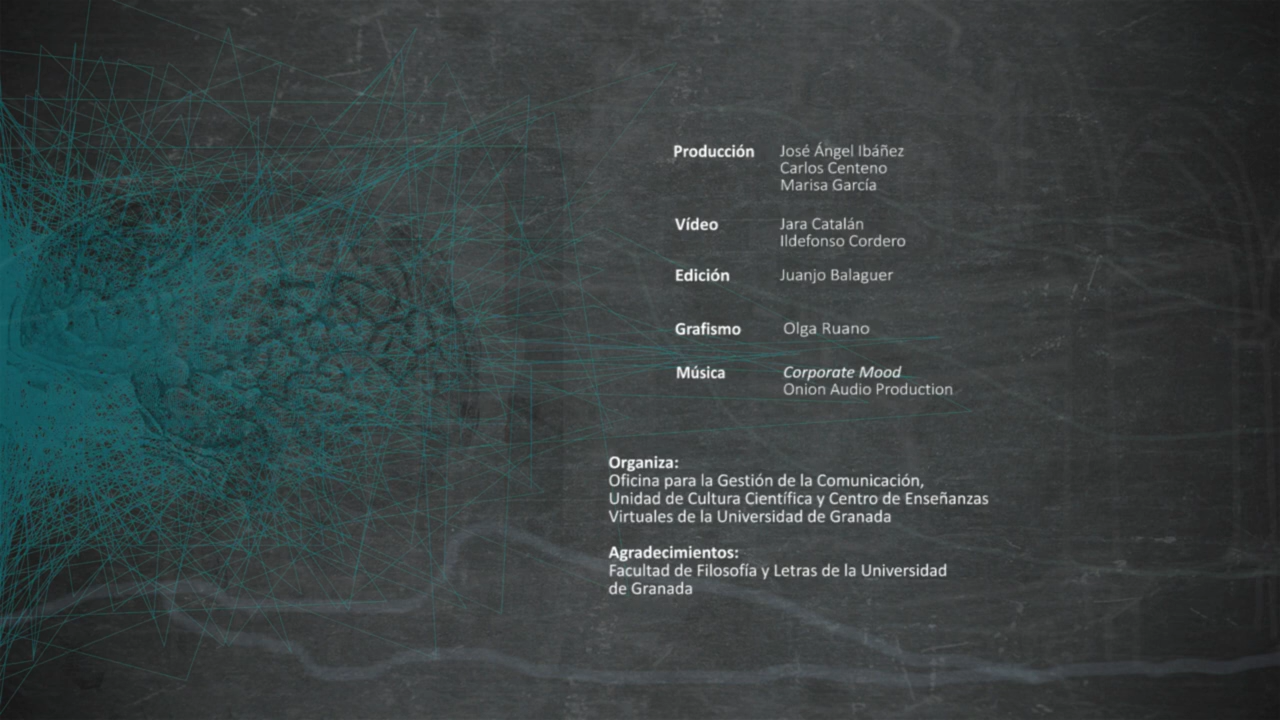 Producción José Ángel Ibáñez
Carlos Centeno
Marisa García
Vídeo Jara Catalán
Ildefonso Cordero
Edición Juanjo Balaguer
Grafismo Olga Ruano
Música Corporate Mood
Onion Audio Production
Organiza:
Oficina para la Gestión de la Comunicación,
Unidad de Cultura Científica y Centro de Enseñanzas
Virtuales de la Universidad de Granada
Agradecimientos:
Facultad de Filosofía y Letras de la Universidad
de Granada